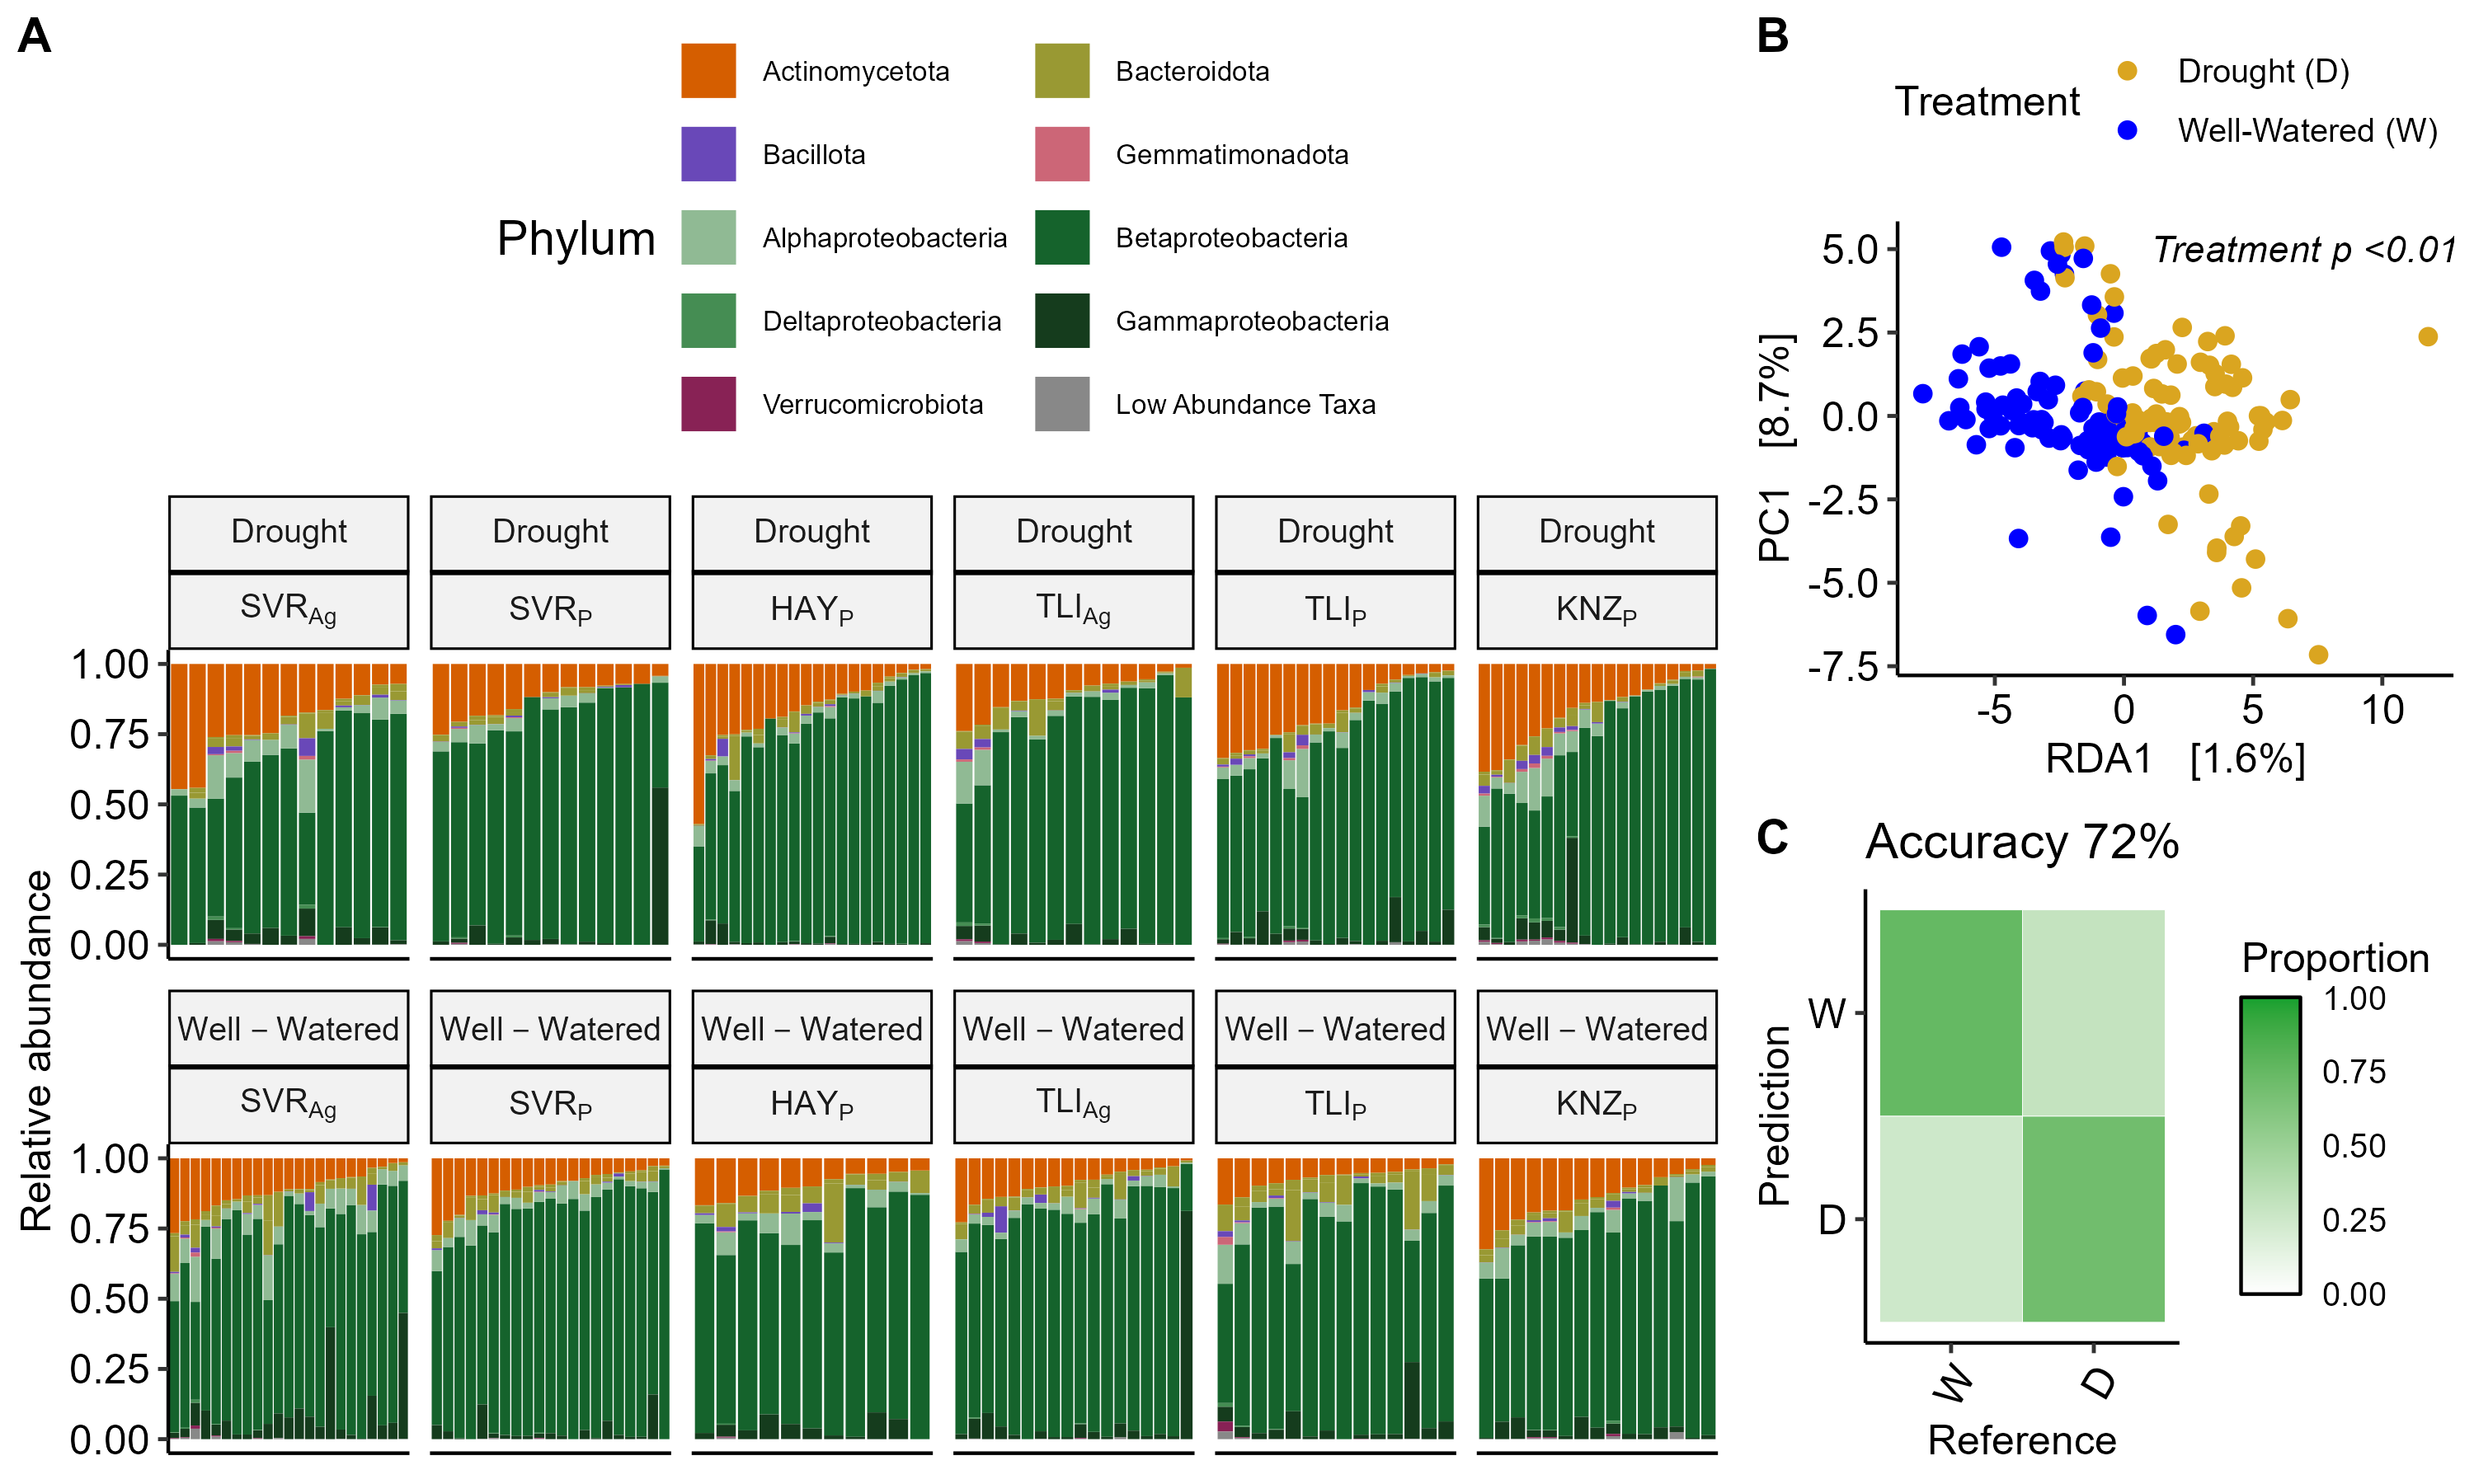 A
Phylum
Actinomycetota
Bacteroidota
Bacillota
Gemmatimonadota
Alphaproteobacteria
Betaproteobacteria
Deltaproteobacteria
Gammaproteobacteria
Verrucomicrobiota
Low Abundance Taxa
Relative abundance
Drought Drought Drought Drought Drought Drought
SVRAg SVRP HAYP TLIAg TLIP KNZP
1.00
0.75
0.50
0.25
0.00
Well – Watered Well – Watered Well – Watered Well – Watered Well – Watered Well – Watered
SVRAg SVRP HAYP TLIAg TLIP KNZP
1.00
0.75
0.50
0.25
0.00
B
Treatment
Drought (D)
Well-Watered (W)
Treatment p <0.01
PC1 [8.7%]
5.0
2.5
0.0
-2.5
-5.0
-7.5
-5 0 5 10
RDA1 [1.6%]
C
Accuracy 72%
Prediction
W
D
W D
Reference
Proportion
1.00
0.75
0.50
0.25
0.00